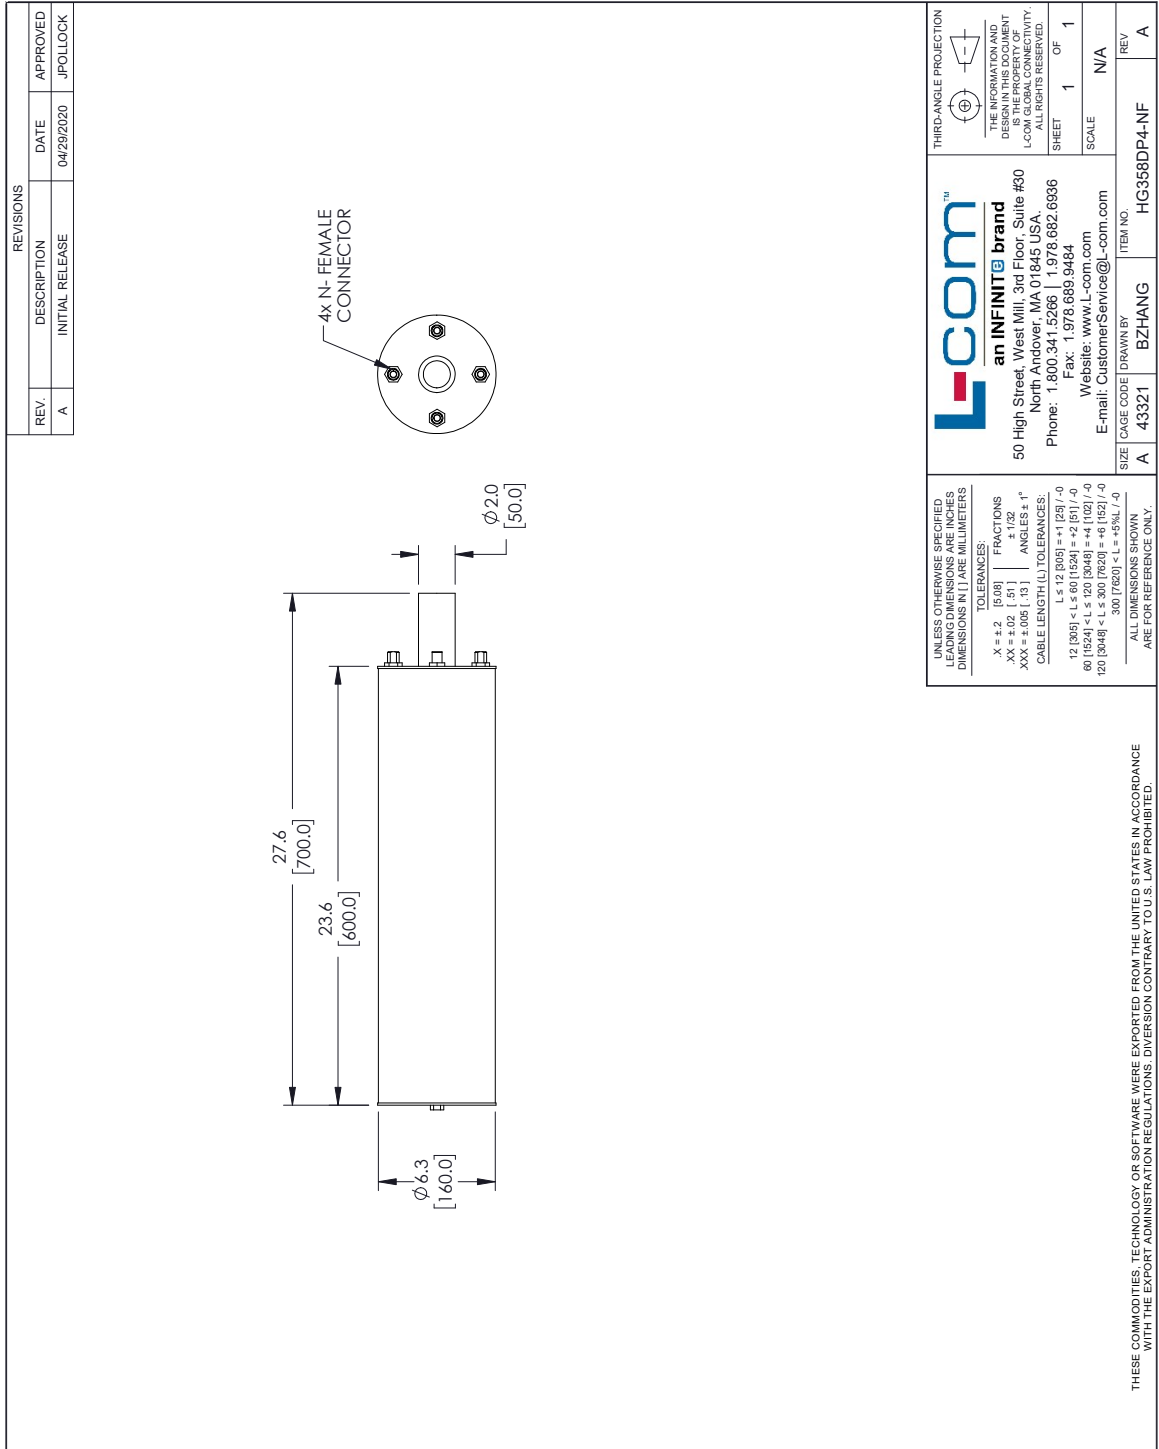 REVISIONS
REV. DESCRIPTION DATE APPROVED
A INITIAL RELEASE 04/29/2020 JPOLLOCK
27.6
[700.0]
23.6
[600.0]
Ø6.3
[160.0]
Ø2.0
[50.0]
4x N- FEMALE
CONNECTOR
UNLESS OTHERWISE SPECIFIED
LEADING DIMENSIONS ARE INCHES
DIMENSIONS IN [ ] ARE MILLIMETERS
TOLERANCES:
.X = ±.2 [5.08] FRACTIONS
.XX = ±.02 [.51] ± 1/32
.XXX = ±.005 [.13] ANGLES ± 1°
CABLE LENGTH (L) TOLERANCES:
L ≤ 12 [305] = +1 [25] / -0
12 [305] < L ≤ 60 [1524] = +2 [51] / -0
60 [1524] < L ≤ 120 [3048] = +4 [102] / -0
120 [3048] < L ≤ 300 [7620] = +6 [152] / -0
300 [7620] < L = +5%L / -0
ALL DIMENSIONS SHOWN
ARE FOR REFERENCE ONLY.
L-com™
an INFINITe brand
50 High Street, West Mill, 3rd Floor, Suite #30
North Andover, MA 01845 USA.
Phone: 1.800.341.5266 | 1.978.682.6936
Fax: 1.978.689.9484
Website: www.L-com.com
E-mail: CustomerService@L-com.com
THIRD-ANGLE PROJECTION
THE INFORMATION AND
DESIGN IN THIS DOCUMENT
IS THE PROPERTY OF
L-COM GLOBAL CONNECTIVITY.
ALL RIGHTS RESERVED.
SHEET 1 OF 1
SCALE N/A
SIZE A
CAGE CODE 43321
DRAWN BY BZHANG
ITEM NO. HG358DP4-NF
REV A
THESE COMMODITIES, TECHNOLOGY OR SOFTWARE WERE EXPORTED FROM THE UNITED STATES IN ACCORDANCE
WITH THE EXPORT ADMINISTRATION REGULATIONS. DIVERSION CONTRARY TO U.S. LAW PROHIBITED.